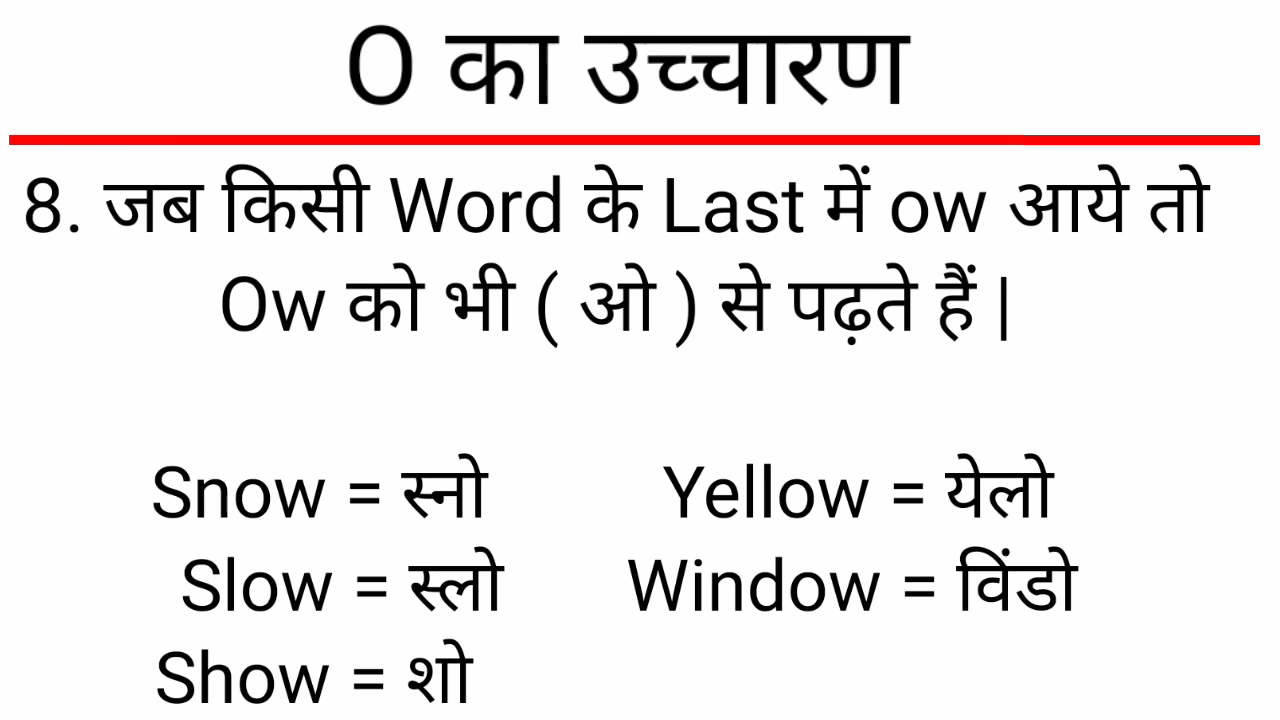 O का उच्चारण
8. जब किसी Word के Last में ow आये तो
Ow को भी ( ओ ) से पढ़ते हैं |
Snow = स्नो Yellow = येलो
Slow = स्लो Window = विंडो
Show = शो